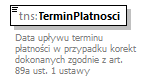 tns:TerminPlatnosci
Data upływu terminu
płatności w przypadku korekt
dokonanych zgodnie z art.
89a ust. 1 ustawy